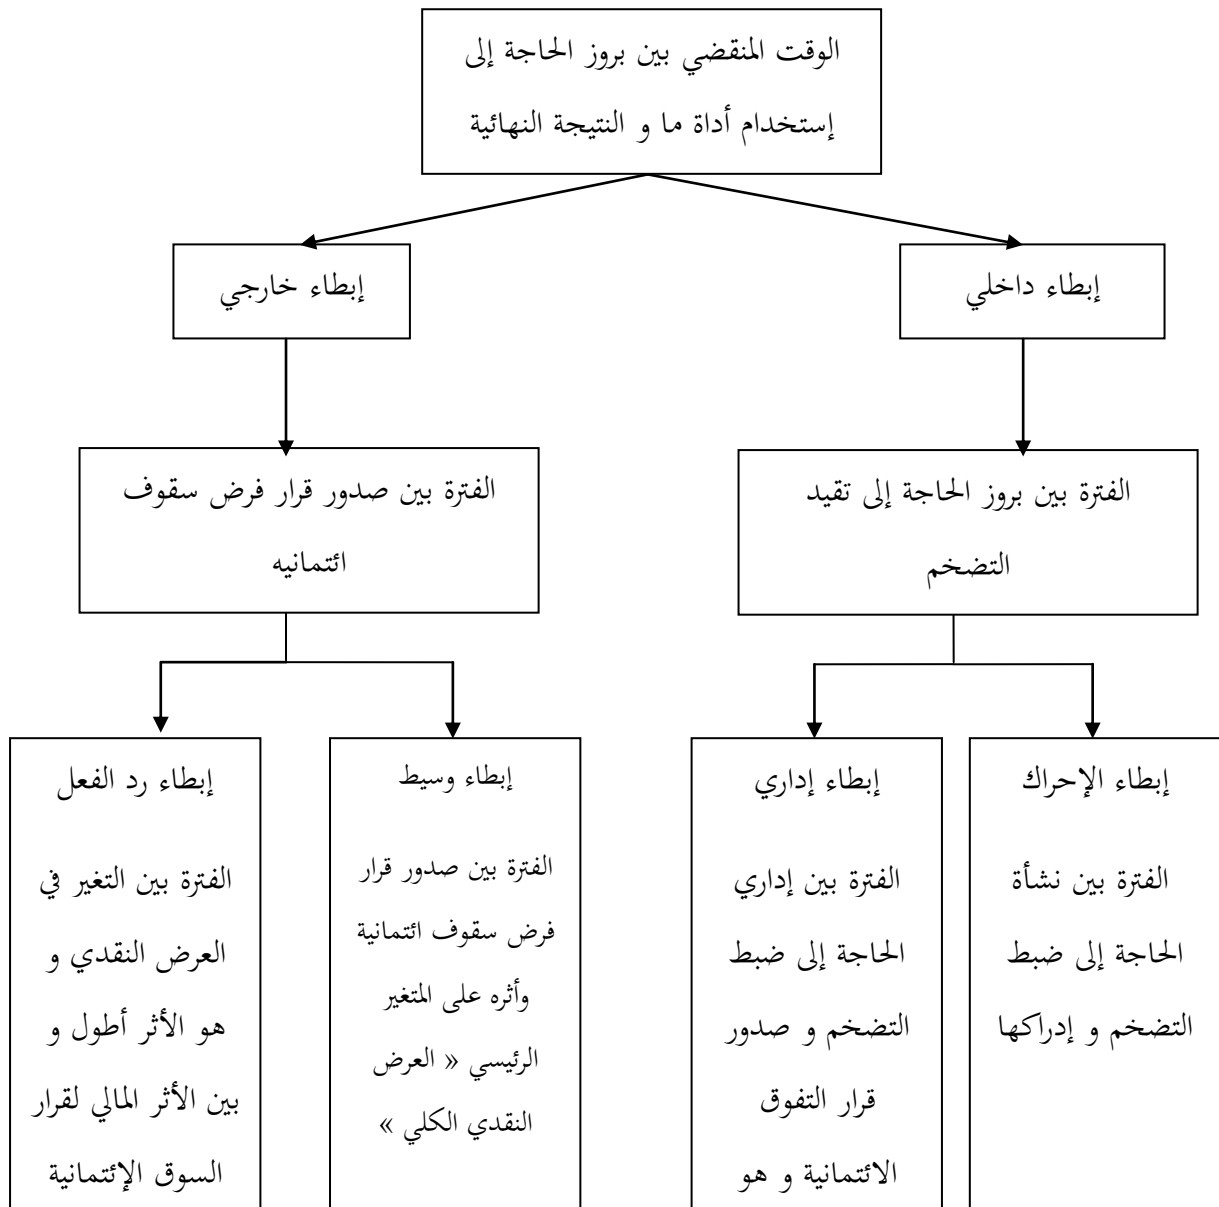 الوقت المنقضي بين بروز الحاجة إلى
إستخدام أداة ما و النتيجة النهائية
إبطاء داخلي
إبطاء خارجي
الفترة بين بروز الحاجة إلى تقيد
التضخم
الفترة بين صدور قرار فرض سقوف
ائتمانيه
إبطاء الإحراك
الفترة بين نشأة
الحاجة إلى ضبط
التضخم و إدراكها
إبطاء إداري
الفترة بين إداري
الحاجة إلى ضبط
التضخم و صدور
قرار التفوق
الائتمانية و هو
إبطاء وسيط
الفترة بين صدور قرار
فرض سقوف ائتمانية
وأثره على المتغير
الرئيسي « العرض
النقدي الكلي »
إبطاء رد الفعل
الفترة بين التغير في
العرض النقدي و
هو الأثر أطول و
بين الأثر المالي لقرار
السوق الإئتمانية